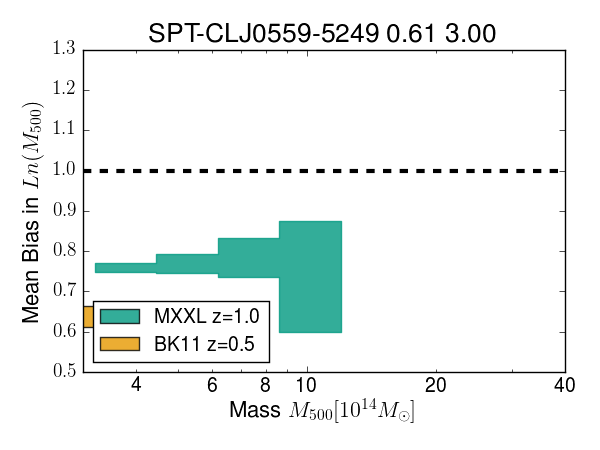 SPT-CLJ0559-5249 0.61 3.00
1.3
1.2
1.1
1.0
0.9
0.8
0.7
0.6
0.5
Mean Bias in Ln(M500)
MXXL z=1.0
BK11 z=0.5
4 6 8 10 20 40
Mass M500[10^14 M⊙]